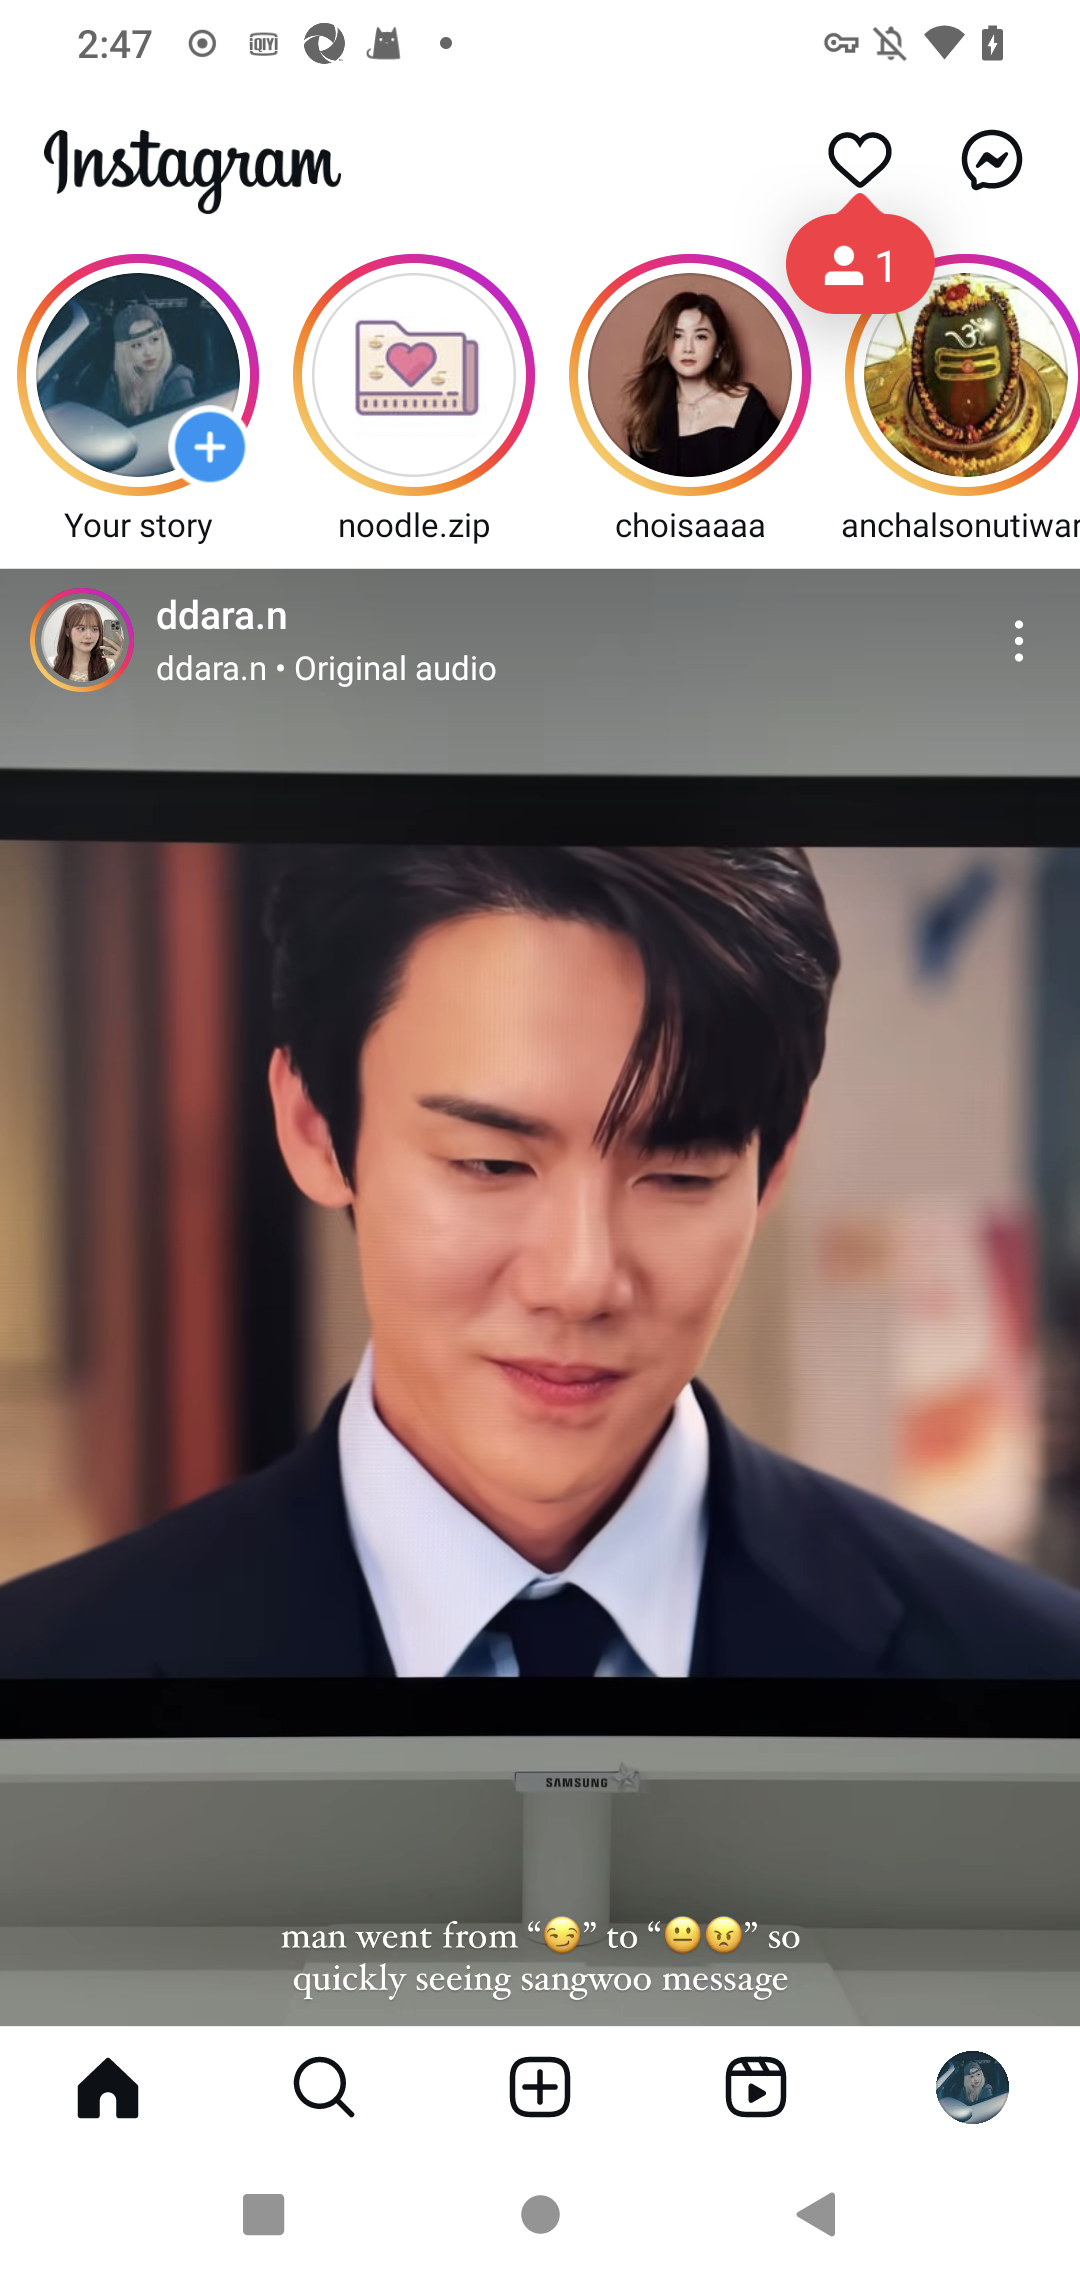 2:47
iQIYI
Instagram
1
Your story
noodle.zip
choisaaaa
anchalsonutiwar
ddara.n
ddara.n • Original audio
SAMSUNG
man went from “😏” to “😐😠” so
quickly seeing sangwoo message